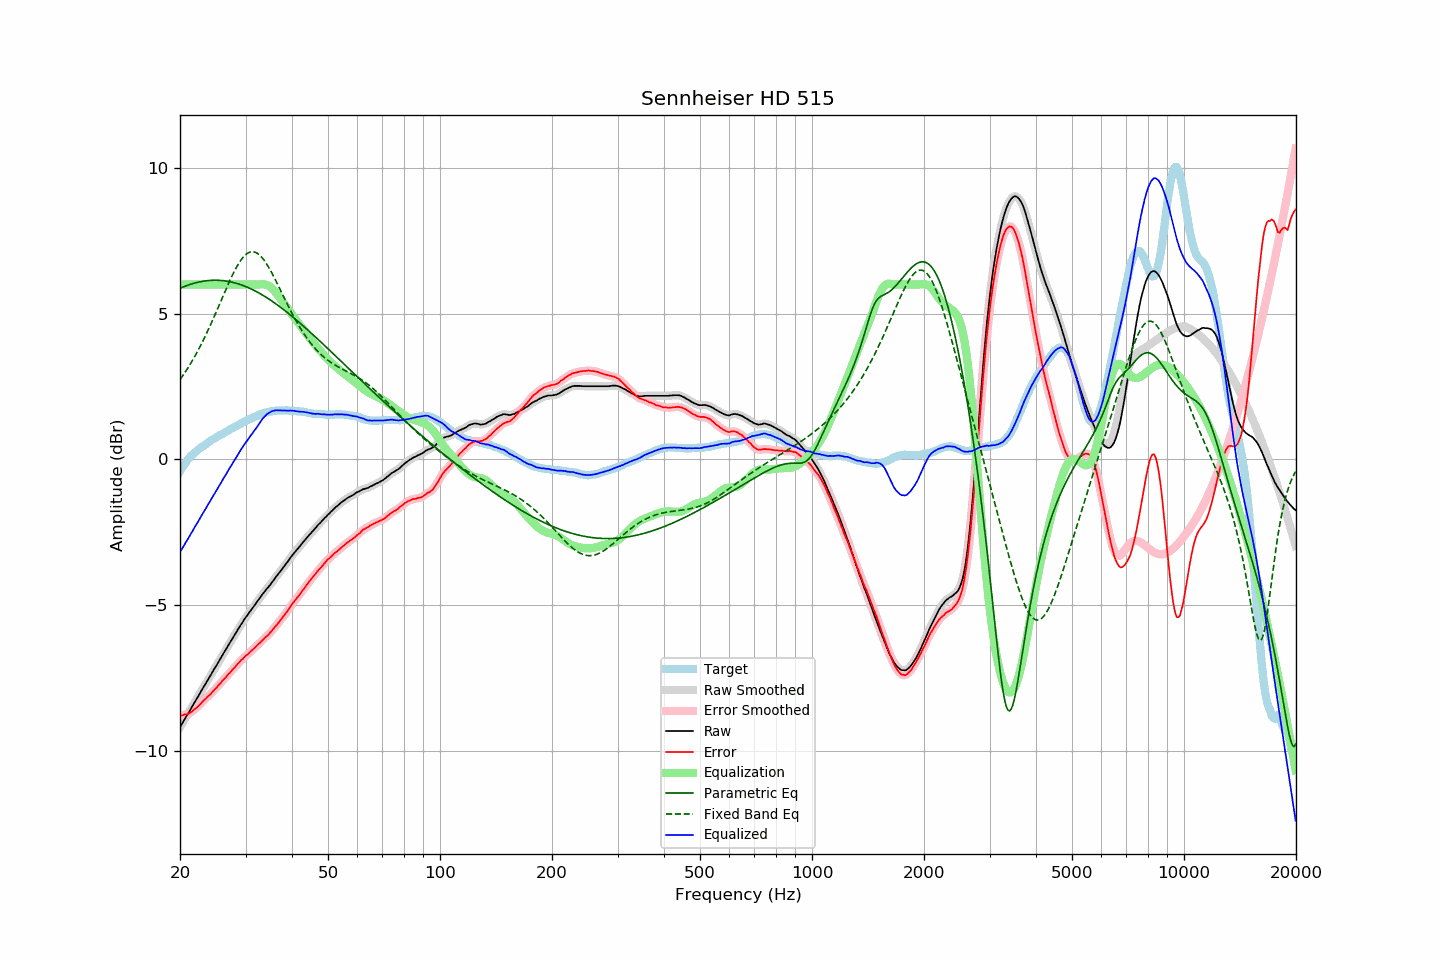 Sennheiser HD 515
Amplitude (dBr)
10
5
0
−5
−10
Target
Raw Smoothed
Error Smoothed
Raw
Error
Equalization
Parametric Eq
Fixed Band Eq
Equalized
20 50 100 200 500 1000 2000 5000 10000 20000
Frequency (Hz)